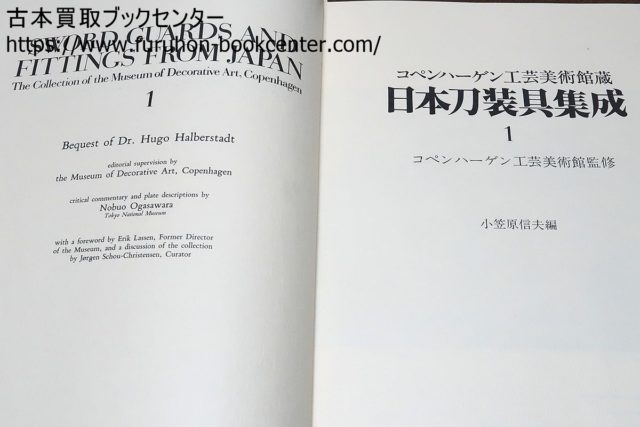 古本買取ブックセンター
https://www.furuhon-bookcenter.com/
SWORD GUARDS AND
FITTINGS FROM JAPAN
The Collection of the Museum of Decorative Art, Copenhagen
1
Bequest of Dr. Hugo Halberstadt
editorial supervision by
the Museum of Decorative Art, Copenhagen
critical commentary and plate descriptions by
Nobuo Ogasawara
Tokyo National Museum
with a foreword by Erik Lassen, Former Director
of the Museum, and a discussion of the collection
by Jørgen Schou-Christensen, Curator
コペンハーゲン工芸美術館蔵
日本刀装具集成
1
コペンハーゲン工芸美術館監修
小笠原信夫編